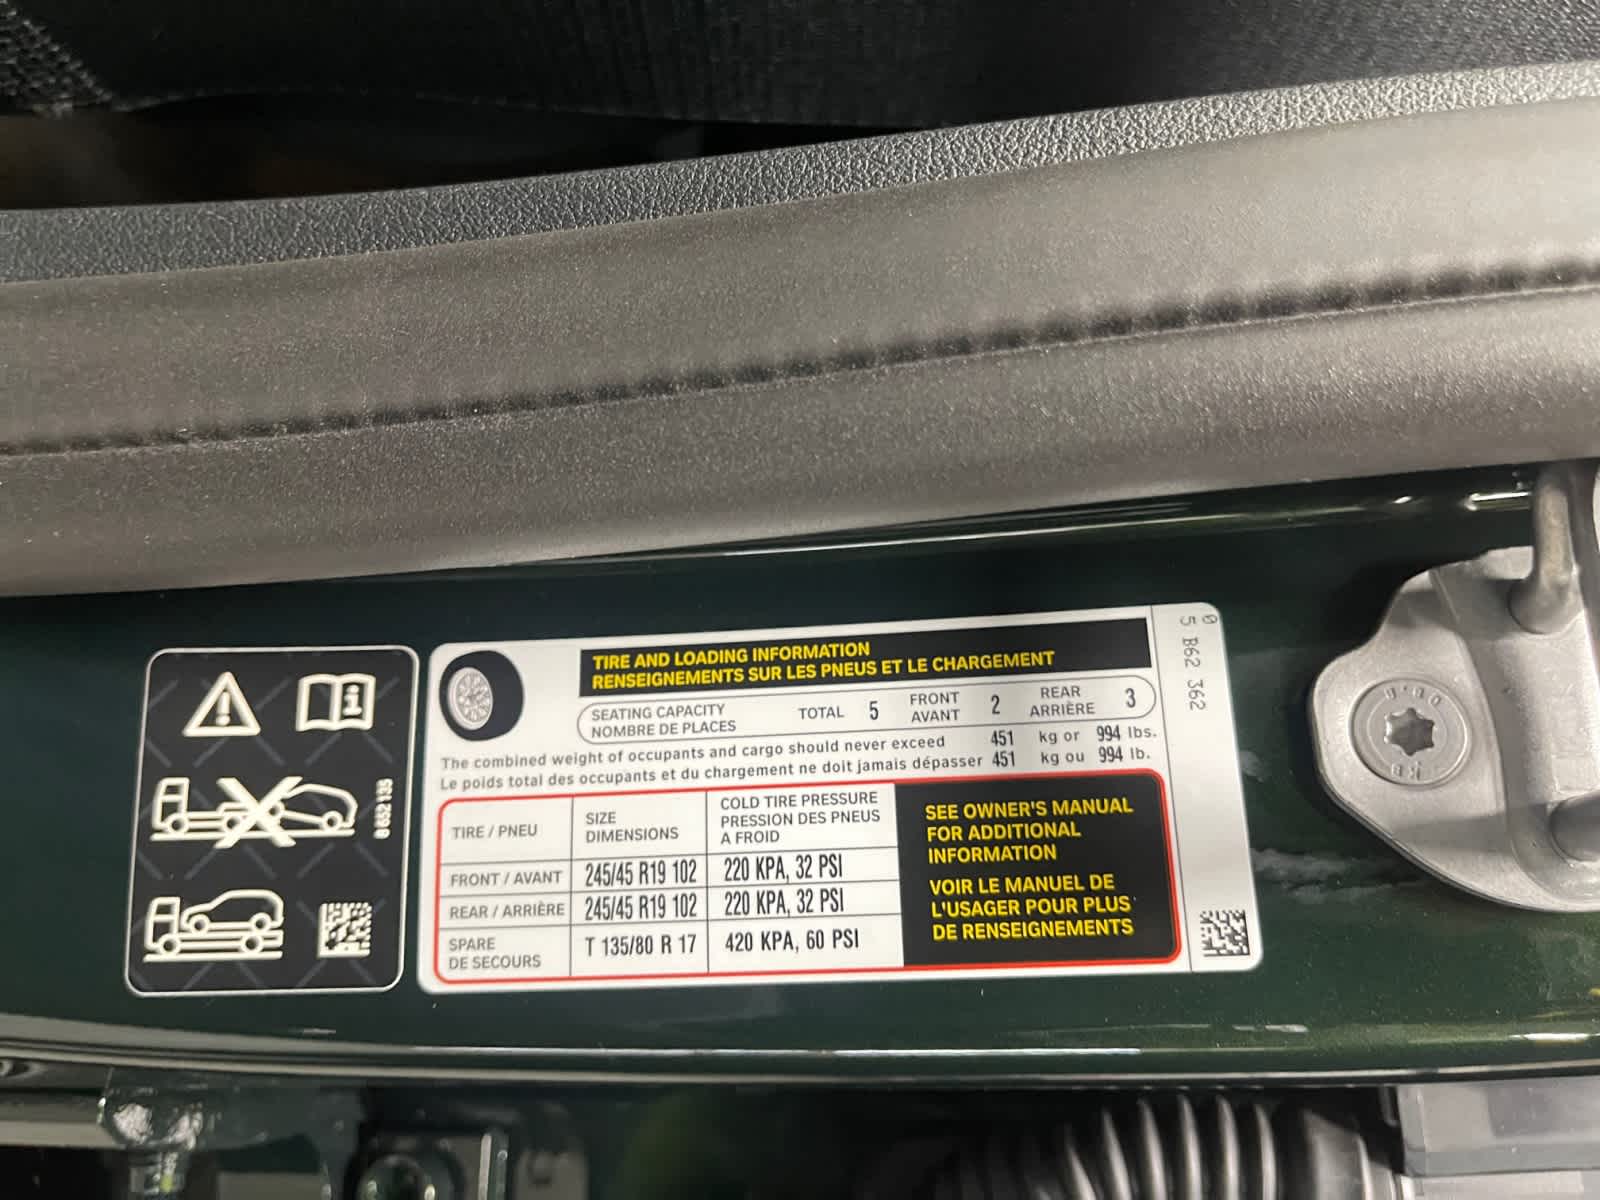 8 652 135
TIRE AND LOADING INFORMATION
RENSEIGNEMENTS SUR LES PNEUS ET LE CHARGEMENT
SEATING CAPACITY
NOMBRE DE PLACES
TOTAL 5
FRONT
AVANT 2
REAR
ARRIÈRE 3
The combined weight of occupants and cargo should never exceed 451 kg or 994 lbs.
Le poids total des occupants et du chargement ne doit jamais dépasser 451 kg ou 994 lb.
TIRE / PNEU
SIZE
DIMENSIONS
COLD TIRE PRESSURE
PRESSION DES PNEUS
A FROID
FRONT / AVANT 245/45 R19 102 220 KPA, 32 PSI
REAR / ARRIÈRE 245/45 R19 102 220 KPA, 32 PSI
SPARE
DE SECOURS T 135/80 R 17 420 KPA, 60 PSI
SEE OWNER'S MANUAL
FOR ADDITIONAL
INFORMATION
VOIR LE MANUEL DE
L'USAGER POUR PLUS
DE RENSEIGNEMENTS
0
5 B62 362